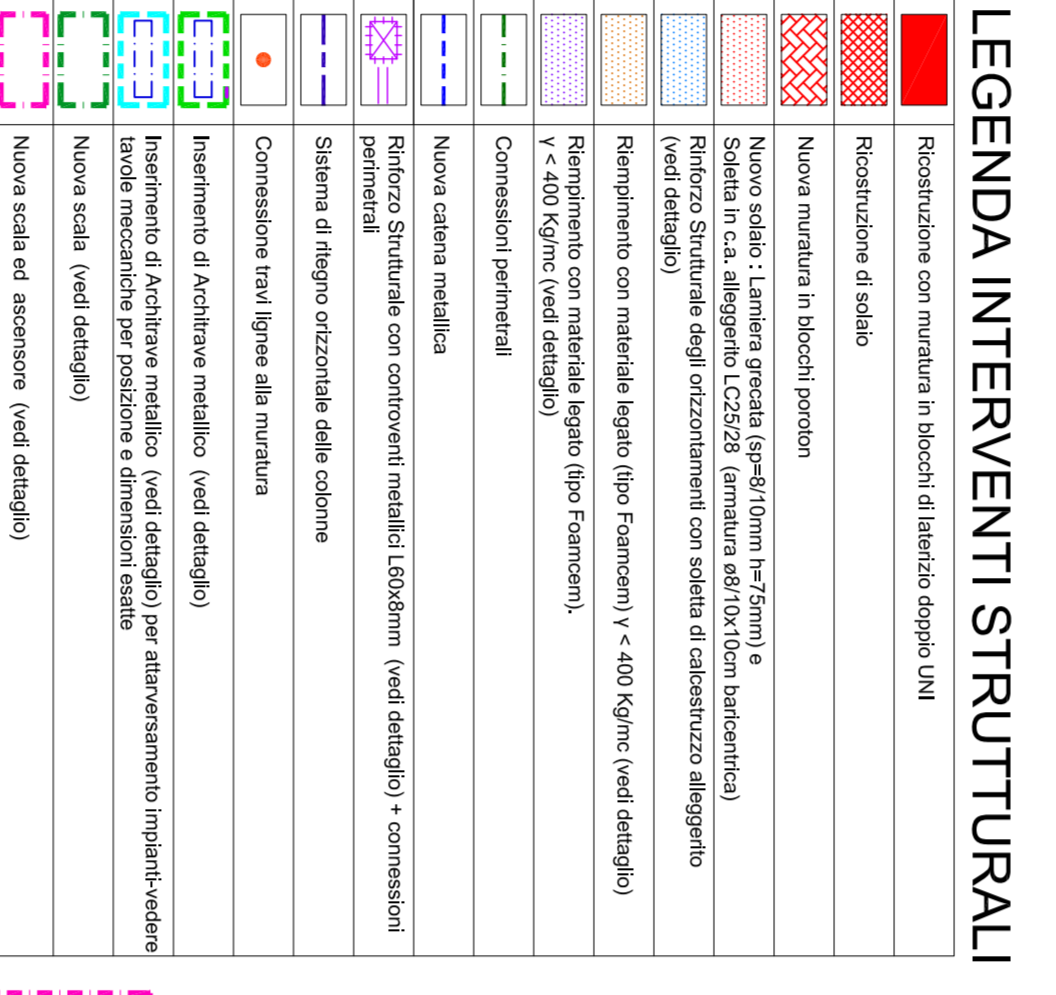 LEGENDA INTERVENTI STRUTTURALI
Ricostruzione con muratura in blocchi di laterizio doppio UNI
Ricostruzione di solaio
Nuova muratura in blocchi poroton
Nuovo solaio : Lamiera grecata (sp=8/10mm h=75mm) e
Soletta in c.a. alleggerito LC25/28 (armatura ø8/10x10cm baricentrica)
Rinforzo Strutturale degli orizzontamenti con soletta di calcestruzzo alleggerito
(vedi dettaglio)
Riempimento con materiale legato (tipo Foamcem) γ < 400 Kg/mc (vedi dettaglio)
Riempimento con materiale legato (tipo Foamcem).
γ < 400 Kg/mc (vedi dettaglio)
Connessioni perimetrali
Nuova catena metallica
Rinforzo Strutturale con controventi metallici L60x8mm (vedi dettaglio) + connessioni
perimetrali
Sistema di ritegno orizzontale delle colonne
Connessione travi lignee alla muratura
Inserimento di Architrave metallico (vedi dettaglio)
Inserimento di Architrave metallico (vedi dettaglio) per attarversamento impianti-vedere
tavole meccaniche per posizione e dimensioni esatte
Nuova scala (vedi dettaglio)
Nuova scala ed ascensore (vedi dettaglio)